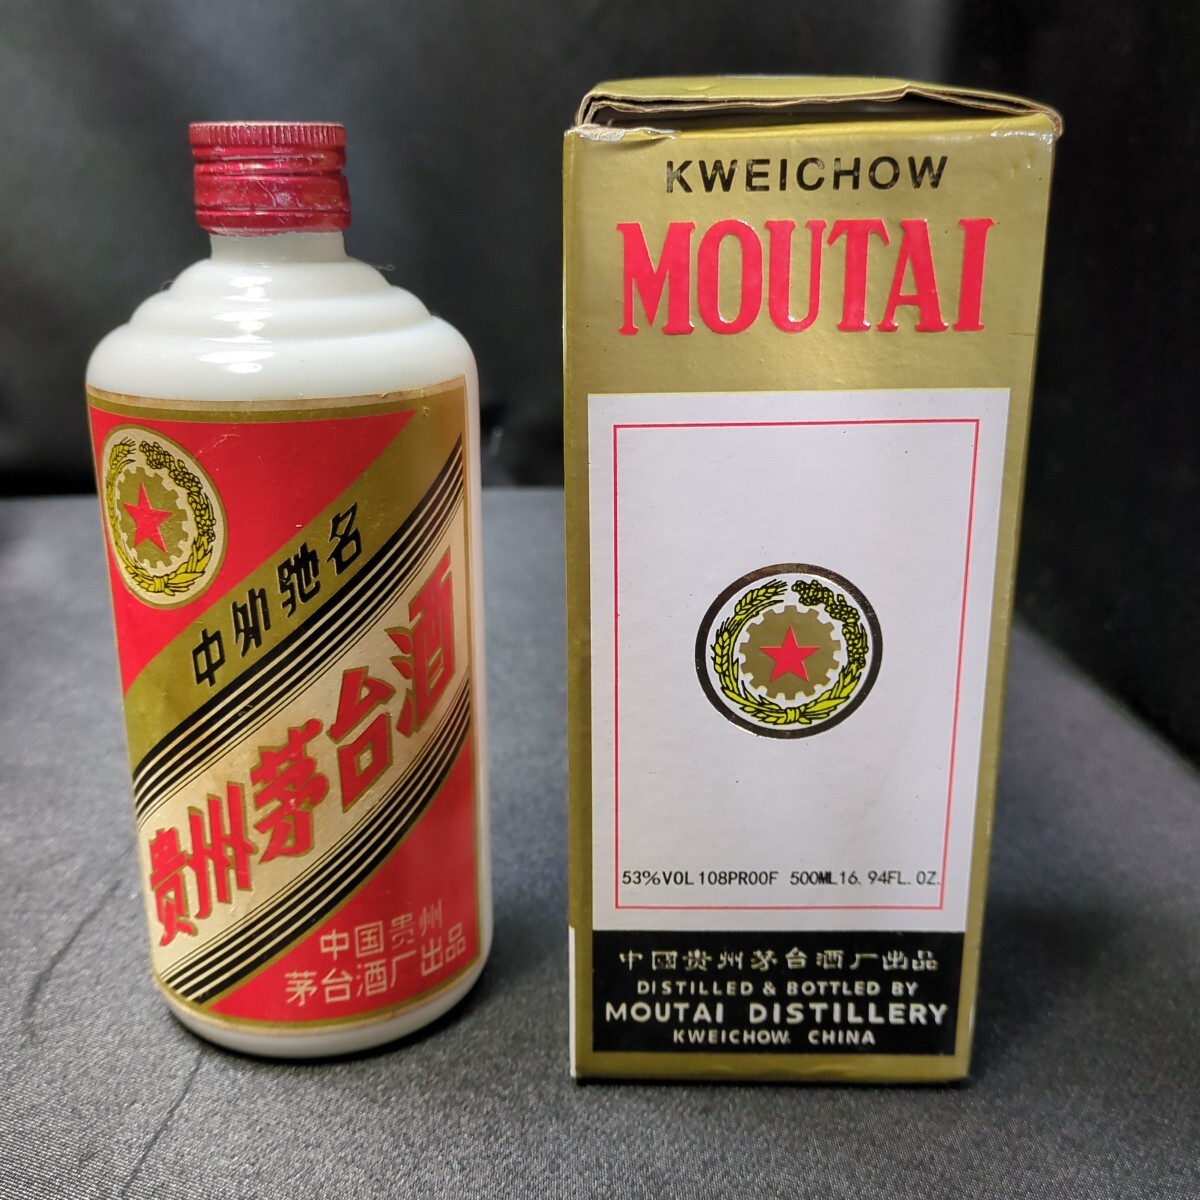 中外驰名
贵州茅台酒
中国贵州
茅台酒厂出品
KWEICHOW
MOUTAI
53%VOL 108PROOF 500ML 16.94FL.OZ.
中國贵州茅台酒厂出品
DISTILLED & BOTTLED BY
MOUTAI DISTILLERY
KWEICHOW. CHINA